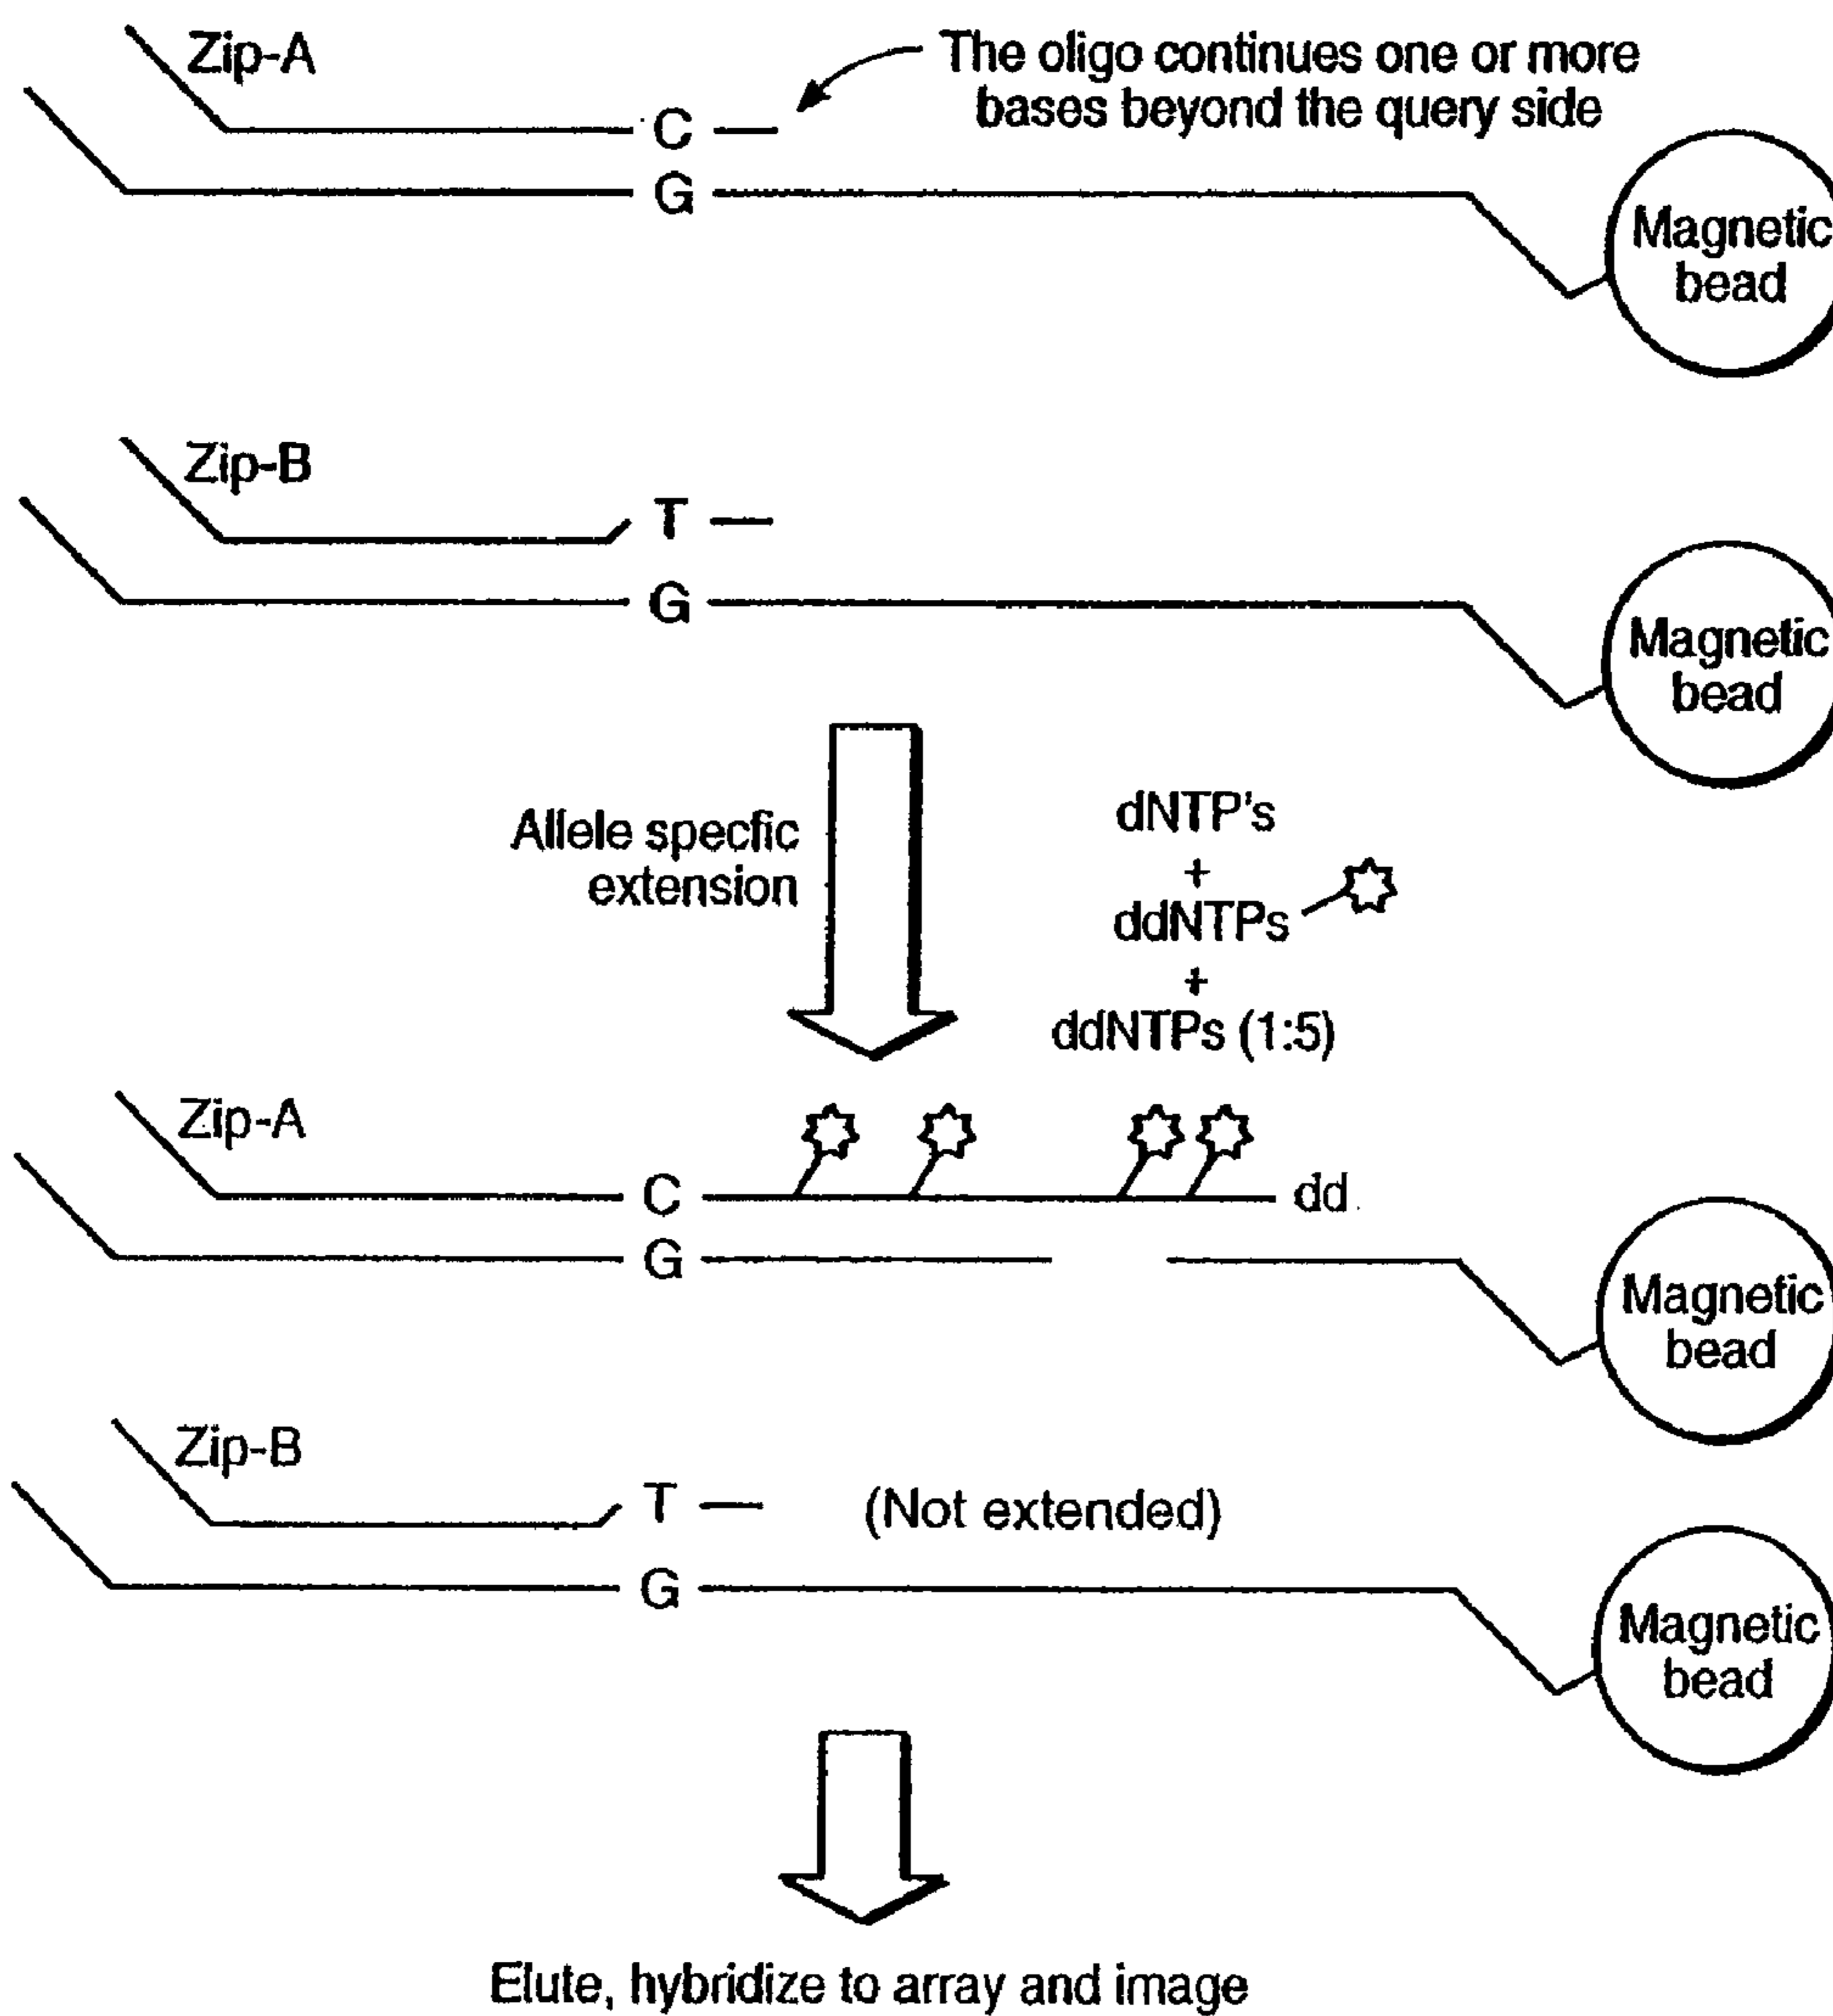 Zip-A
The oligo continues one or more
bases beyond the query side
C
G
Magnetic
bead
Zip-B
T
G
Magnetic
bead
Allele specfic
extension
dNTP's
+
ddNTPs
+
ddNTPs (1:5)
Zip-A
C
dd
G
Magnetic
bead
Zip-B
T
(Not extended)
G
Magnetic
bead
Elute, hybridize to array and image